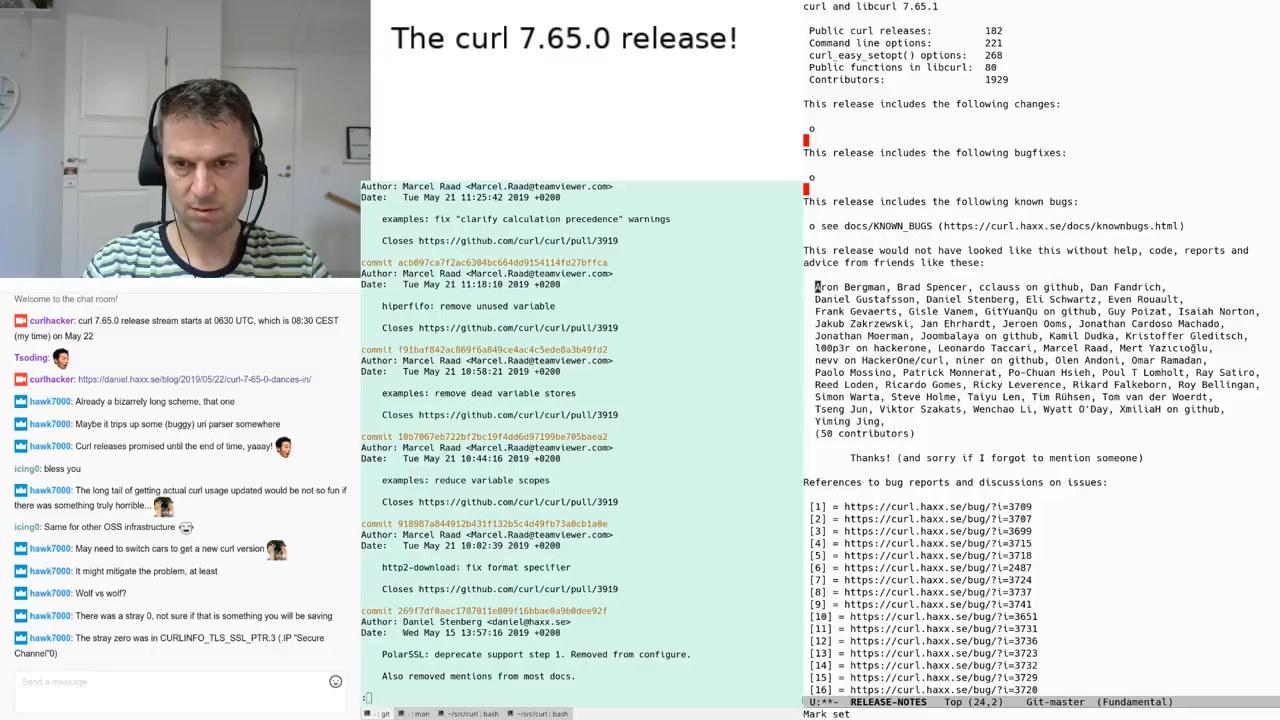 The curl 7.65.0 release!
Welcome to the chat room!
curlhacker: curl 7.65.0 release stream starts at 0630 UTC, which is 08:30 CEST
(my time) on May 22
Tsoding:
curlhacker: https://daniel.haxx.se/blog/2019/05/22/curl-7-65-0-dances-in/
hawk7000: Already a bizarrely long scheme, that one
hawk7000: Maybe it trips up some (buggy) uri parser somewhere
hawk7000: Curl releases promised until the end of time, yaaay!
icing0: bless you
hawk7000: The long tail of getting actual curl usage updated would be not so fun if
there was something truly horrible...
icing0: Same for other OSS infrastructure
hawk7000: May need to switch cars to get a new curl version
hawk7000: It might mitigate the problem, at least
hawk7000: Wolf vs wolf?
hawk7000: There was a stray 0, not sure if that is something you will be saving
hawk7000: The stray zero was in CURLINFO_TLS_SSL_PTR.3 (.IP "Secure
Channel"0)
Send a message
Author: Marcel Raad <Marcel.Raad@teamviewer.com>
Date: Tue May 21 11:25:42 2019 +0200
examples: fix "clarify calculation precedence" warnings
Closes https://github.com/curl/curl/pull/3919
commit acb097ca7f2ac6304bc664dd9154114fd27bffca
Author: Marcel Raad <Marcel.Raad@teamviewer.com>
Date: Tue May 21 11:18:10 2019 +0200
hiperfifo: remove unused variable
Closes https://github.com/curl/curl/pull/3919
commit f91baf842ac869f6a849ce4ac4c5ede8a3b49fd2
Author: Marcel Raad <Marcel.Raad@teamviewer.com>
Date: Tue May 21 10:58:21 2019 +0200
examples: remove dead variable stores
Closes https://github.com/curl/curl/pull/3919
commit 10b7067eb722bf2bc19f4dd6d97199be705baea2
Author: Marcel Raad <Marcel.Raad@teamviewer.com>
Date: Tue May 21 10:44:16 2019 +0200
examples: reduce variable scopes
Closes https://github.com/curl/curl/pull/3919
commit 918987a844912b431f132b5c4d49fb73a0cb1a0e
Author: Marcel Raad <Marcel.Raad@teamviewer.com>
Date: Tue May 21 10:02:39 2019 +0200
http2-download: fix format specifier
Closes https://github.com/curl/curl/pull/3919
commit 269f7df0aec1787011e809f16bbae0a9b0dee92f
Author: Daniel Stenberg <daniel@haxx.se>
Date: Wed May 15 13:57:16 2019 +0200
PolarSSL: deprecate support step 1. Removed from configure.
Also removed mentions from most docs.
:
- : git - : man ~/src/curl : bash ~/src/curl : bash
curl and libcurl 7.65.1
Public curl releases: 182
Command line options: 221
curl_easy_setopt() options: 268
Public functions in libcurl: 80
Contributors: 1929
This release includes the following changes:
o
This release includes the following bugfixes:
o
This release includes the following known bugs:
o see docs/KNOWN_BUGS (https://curl.haxx.se/docs/knownbugs.html)
This release would not have looked like this without help, code, reports and
advice from friends like these:
Aron Bergman, Brad Spencer, cclauss on github, Dan Fandrich,
Daniel Gustafsson, Daniel Stenberg, Eli Schwartz, Even Rouault,
Frank Gevaerts, Gisle Vanem, GitYuanQu on github, Guy Poizat, Isaiah Norton,
Jakub Zakrzewski, Jan Ehrhardt, Jeroen Ooms, Jonathan Cardoso Machado,
Jonathan Moerman, Joombalaya on github, Kamil Dudka, Kristoffer Gleditsch,
l00p3r on hackerone, Leonardo Taccari, Marcel Raad, Mert Yazıcıoğlu,
nevv on HackerOne/curl, niner on github, Olen Andoni, Omar Ramadan,
Paolo Mossino, Patrick Monnerat, Po-Chuan Hsieh, Poul T Lomholt, Ray Satiro,
Reed Loden, Ricardo Gomes, Ricky Leverence, Rikard Falkeborn, Roy Bellingan,
Simon Warta, Steve Holme, Taiyu Len, Tim Rühsen, Tom van der Woerdt,
Tseng Jun, Viktor Szakats, Wenchao Li, Wyatt O'Day, XmiliaH on github,
Yiming Jing,
(50 contributors)
Thanks! (and sorry if I forgot to mention someone)
References to bug reports and discussions on issues:
[1] = https://curl.haxx.se/bug/?i=3709
[2] = https://curl.haxx.se/bug/?i=3707
[3] = https://curl.haxx.se/bug/?i=3699
[4] = https://curl.haxx.se/bug/?i=3715
[5] = https://curl.haxx.se/bug/?i=3718
[6] = https://curl.haxx.se/bug/?i=2487
[7] = https://curl.haxx.se/bug/?i=3724
[8] = https://curl.haxx.se/bug/?i=3737
[9] = https://curl.haxx.se/bug/?i=3741
[10] = https://curl.haxx.se/bug/?i=3651
[11] = https://curl.haxx.se/bug/?i=3731
[12] = https://curl.haxx.se/bug/?i=3736
[13] = https://curl.haxx.se/bug/?i=3723
[14] = https://curl.haxx.se/bug/?i=3732
[15] = https://curl.haxx.se/bug/?i=3729
[16] = https://curl.haxx.se/bug/?i=3720
U:**- RELEASE-NOTES Top (24,2) Git-master (Fundamental)
Mark set